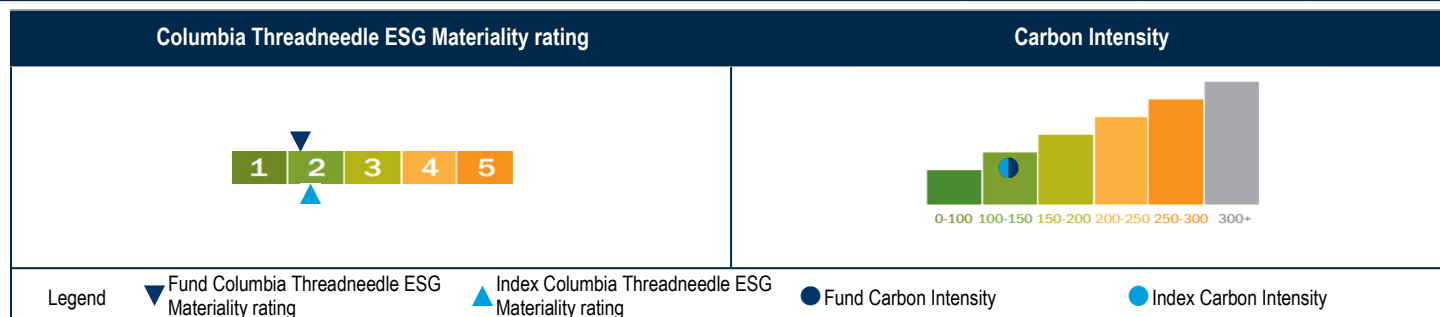 Columbia Threadneedle ESG Materiality rating
Carbon Intensity
1 2 3 4 5
0-100 100-150 150-200 200-250 250-300 300+
Legend
Fund Columbia Threadneedle ESG
Materiality rating
Index Columbia Threadneedle ESG
Materiality rating
Fund Carbon Intensity
Index Carbon Intensity